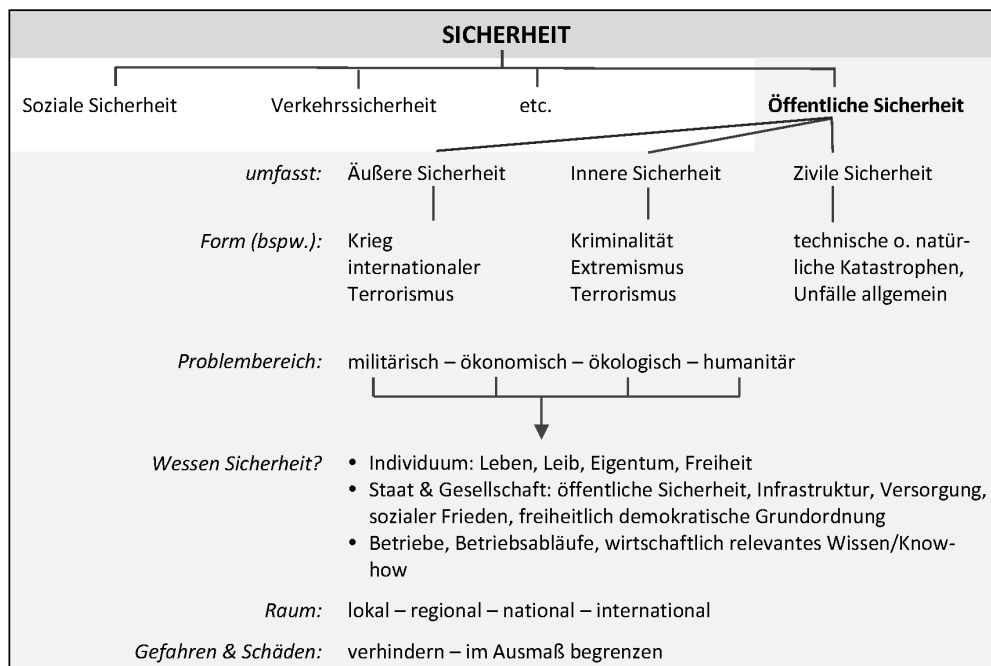 SICHERHEIT
Soziale Sicherheit Verkehrssicherheit etc. Öffentliche Sicherheit
umfasst: Äußere Sicherheit Innere Sicherheit Zivile Sicherheit
Form (bspw.): Krieg Kriminalität technische o. natür-
internationaler Extremismus liche Katastrophen,
Terrorismus Terrorismus Unfälle allgemein
Problembereich: militärisch – ökonomisch – ökologisch – humanitär
Wessen Sicherheit? • Individuum: Leben, Leib, Eigentum, Freiheit
• Staat & Gesellschaft: öffentliche Sicherheit, Infrastruktur, Versorgung,
sozialer Frieden, freiheitlich demokratische Grundordnung
• Betriebe, Betriebsabläufe, wirtschaftlich relevantes Wissen/Know-
how
Raum: lokal – regional – national – international
Gefahren & Schäden: verhindern – im Ausmaß begrenzen